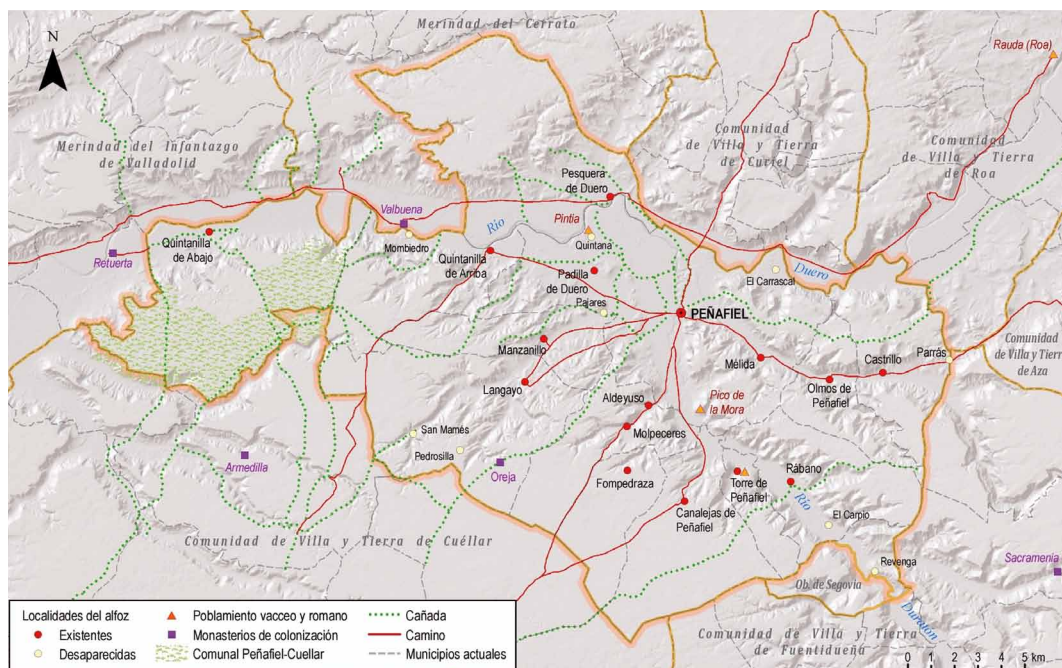 Merindad del Cerrato
N
Rauda (Roa)
Merindad del Infantazgo
de Valladolid
Comunidad
de Villa y Tierra
de Curiel
Comunidad
de Villa y Tierra
de Roa
Pesquera
de Duero
Valbuena
Río
Pintia
Quintanilla
de Abajo
Mombiedro
Quintana
Retuerta
Quintanilla
de Arriba
Padilla
de Duero
Duero
El Carrascal
Pajares
PEÑAFIEL
Comunidad
de Villa y Tierra
de Aza
Manzanillo
Mélida
Castrillo
Parrás
Langayo
Olmos de
Peñafiel
Aldeyuso
Pico de
la Mora
San Mamés
Molpeceres
Pedrosilla
Armedilla
Oreja
Fompedraza
Torre de
Peñafiel
Rábano
Río
Canalejas de
Peñafiel
El Carpio
Comunidad de Villa y Tierra de Cuéllar
Revenga
Sacramenia
Ob. de Segovia
Duratón
Comunidad de Villa y Tierra
de Fuentidueña
Localidades del alfoz
Existentes
Desaparecidas
Poblamiento vacceo y romano
Monasterios de colonización
Comunal Peñafiel-Cuellar
Cañada
Camino
Municipios actuales
0 1 2 3 4 5 km